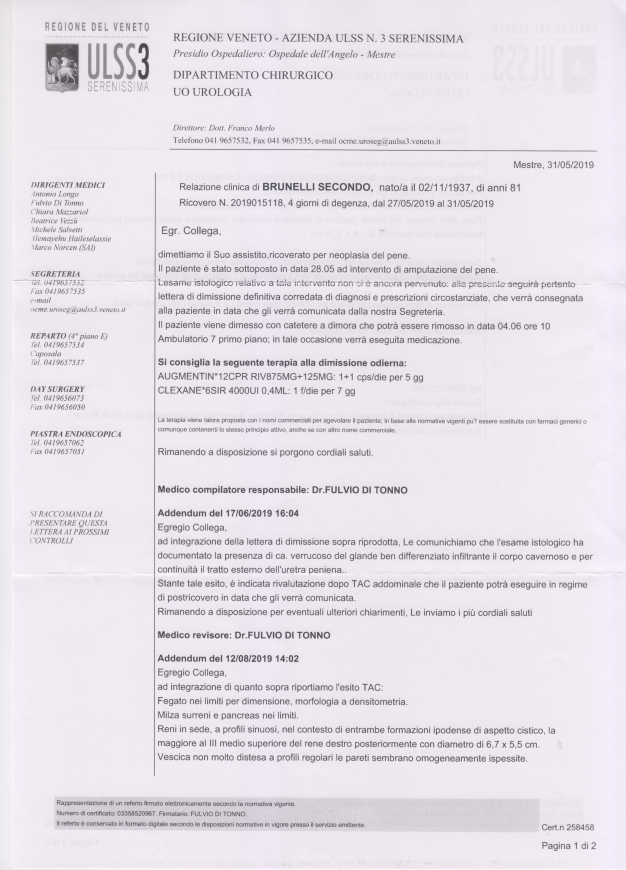 REGIONE DEL VENETO
ULSS3
SERENISSIMA
REGIONE VENETO - AZIENDA ULSS N. 3 SERENISSIMA
Presidio Ospedaliero: Ospedale dell'Angelo - Mestre
DIPARTIMENTO CHIRURGICO
UO UROLOGIA
Direttore: Dott. Franco Merlo
Telefono 041 9657532, Fax 041 9657535, e-mail ocme.uroseg@aulss3.veneto.it
Mestre, 31/05/2019
DIRIGENTI MEDICI
Antonio Longo
Fulvio Di Tonno
Chiara Mazzariol
Beatrice Vezzù
Michele Salvetti
Alemayehu Haileselassie
Marco Norcen (SAI)
SEGRETERIA
Tel. 0419657532
Fax 0419657535
e-mail
ocme.uroseg@aulss3.veneto.it
REPARTO (4° piano E)
Tel. 0419657534
Caposala
Tel. 0419657537
DAY SURGERY
Tel. 0419656073
Fax 0419656050
PIASTRA ENDOSCOPICA
Tel. 0419657062
Fax 0419657051
SI RACCOMANDA DI
PRESENTARE QUESTA
LETTERA AI PROSSIMI
CONTROLLI
Relazione clinica di BRUNELLI SECONDO, nato/a il 02/11/1937, di anni 81
Ricovero N. 2019015118, 4 giorni di degenza, dal 27/05/2019 al 31/05/2019
Egr. Collega,
dimettiamo il Suo assistito,ricoverato per neoplasia del pene.
Il paziente è stato sottoposto in data 28.05 ad intervento di amputazione del pene.
L'esame istologico relativo a tale intervento non ci è ancora pervenuto: alla presente seguirà pertanto
lettera di dimissione definitiva corredata di diagnosi e prescrizioni circostanziate, che verrà consegnata
alla paziente in data che gli verrà comunicata dalla nostra Segreteria.
Il paziente viene dimesso con catetere a dimora che potrà essere rimosso in data 04.06 ore 10
Ambulatorio 7 primo piano; in tale occasione verrà eseguita medicazione.
Si consiglia la seguente terapia alla dimissione odierna:
AUGMENTIN*12CPR RIV875MG+125MG: 1+1 cps/die per 5 gg
CLEXANE*6SIR 4000UI 0,4ML: 1 f/die per 7 gg
La terapia viene talora proposta con i nomi commerciali per agevolare il paziente; in base alle normative vigenti pu? essere sostituita con farmaci generici o
comunque contenenti lo stesso principio attivo, anche se con altro nome commerciale.
Rimanendo a disposizione si porgono cordiali saluti.
Medico compilatore responsabile: Dr.FULVIO DI TONNO
Addendum del 17/06/2019 16:04
Egregio Collega,
ad integrazione della lettera di dimissione sopra riprodotta, Le comunichiamo che l'esame istologico ha
documentato la presenza di ca. verrucoso del glande ben differenziato infiltrante il corpo cavernoso e per
continuità il tratto esterno dell'uretra peniena..
Stante tale esito, è indicata rivalutazione dopo TAC addominale che il paziente potrà eseguire in regime
di postricovero in data che gli verrà comunicata.
Rimanendo a disposizione per eventuali ulteriori chiarimenti, Le inviamo i più cordiali saluti
Medico revisore: Dr.FULVIO DI TONNO
Addendum del 12/08/2019 14:02
Egregio Collega,
ad integrazione di quanto sopra riportiamo l'esito TAC:
Fegato nei limiti per dimensione, morfologia a densitometria.
Milza surreni e pancreas nei limiti.
Reni in sede, a profili sinuosi, nel contesto di entrambe formazioni ipodense di aspetto cistico, la
maggiore al III medio superiore del rene destro posteriormente con diametro di 6,7 x 5,5 cm.
Vescica non molto distesa a profili regolari le pareti sembrano omogeneamente ispessite.
Rappresentazione di un referto firmato elettronicamente secondo la normativa vigente.
Numero di certificato: 03358520967. Firmatario: FULVIO DI TONNO.
Il referto è conservato in formato digitale secondo le disposizioni normative in vigore presso il servizio emittente.
Cert.n 258458
Pagina 1 di 2